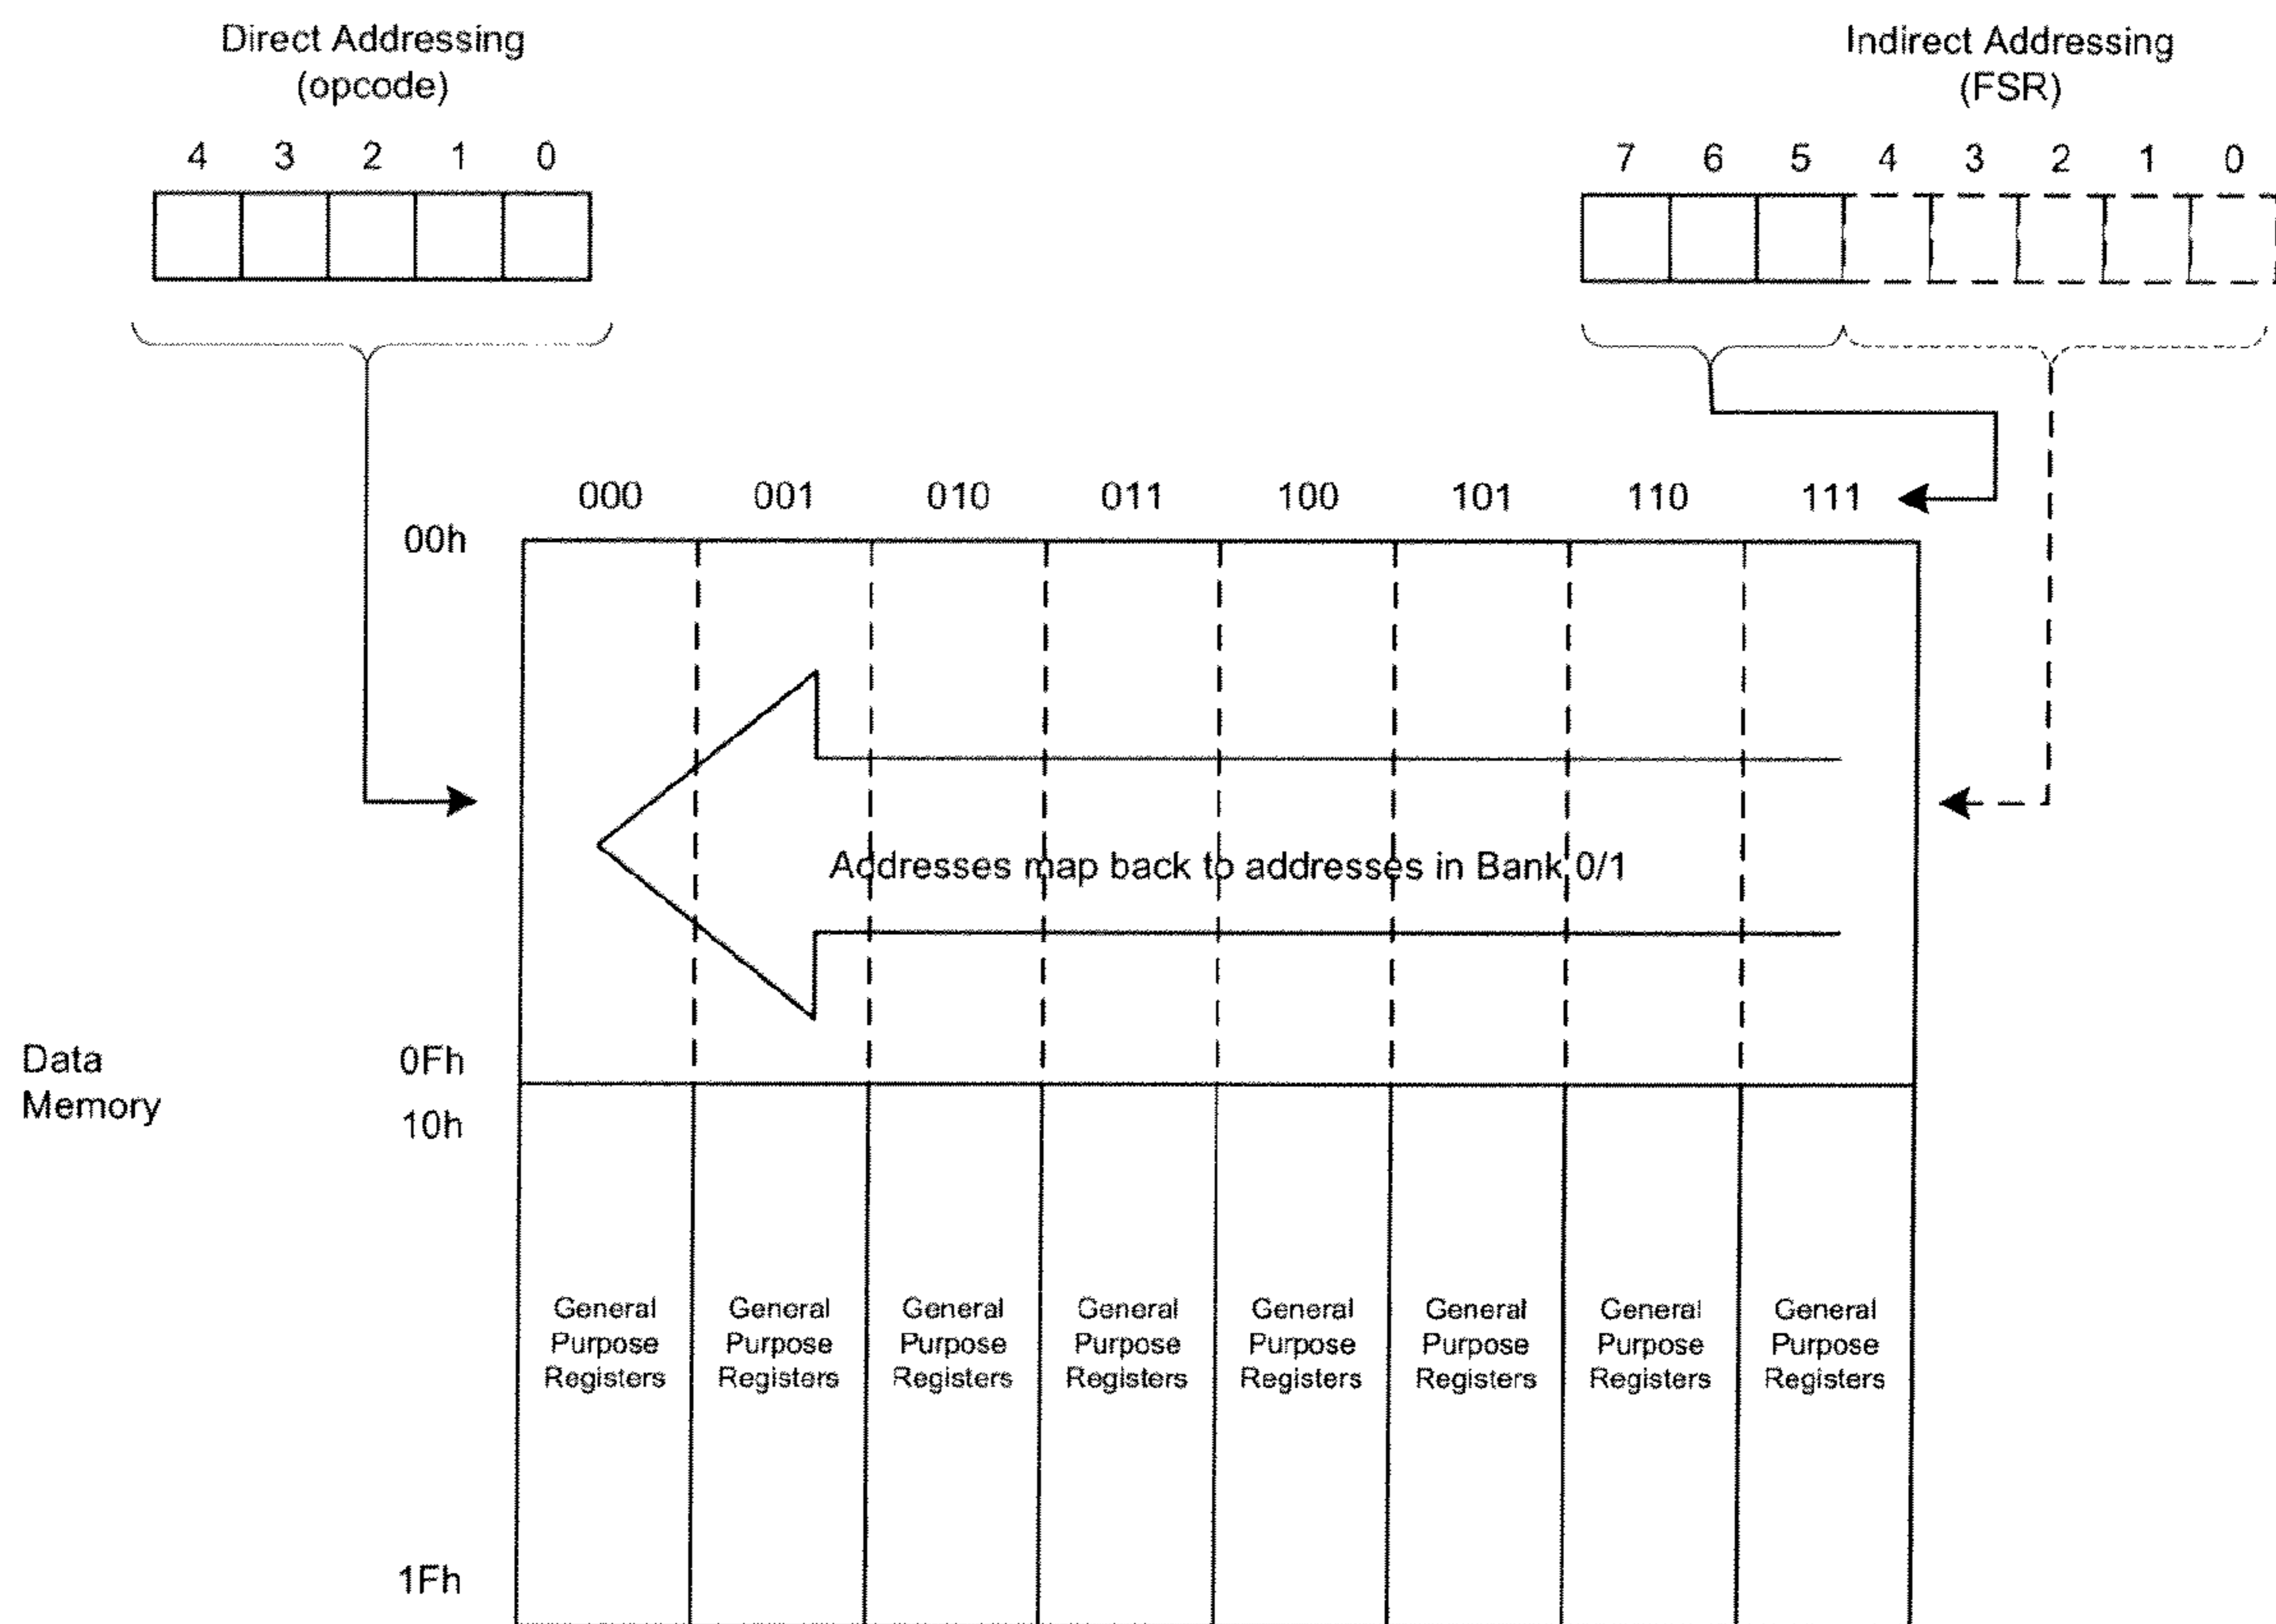 Direct Addressing
(opcode)
4 3 2 1 0
Indirect Addressing
(FSR)
7 6 5 4 3 2 1 0
000 001 010 011 100 101 110 111
00h
Addresses map back to addresses in Bank 0/1
Data
Memory
0Fh
10h
General General General General General General General General
Purpose Purpose Purpose Purpose Purpose Purpose Purpose Purpose
Registers Registers Registers Registers Registers Registers Registers Registers
1Fh